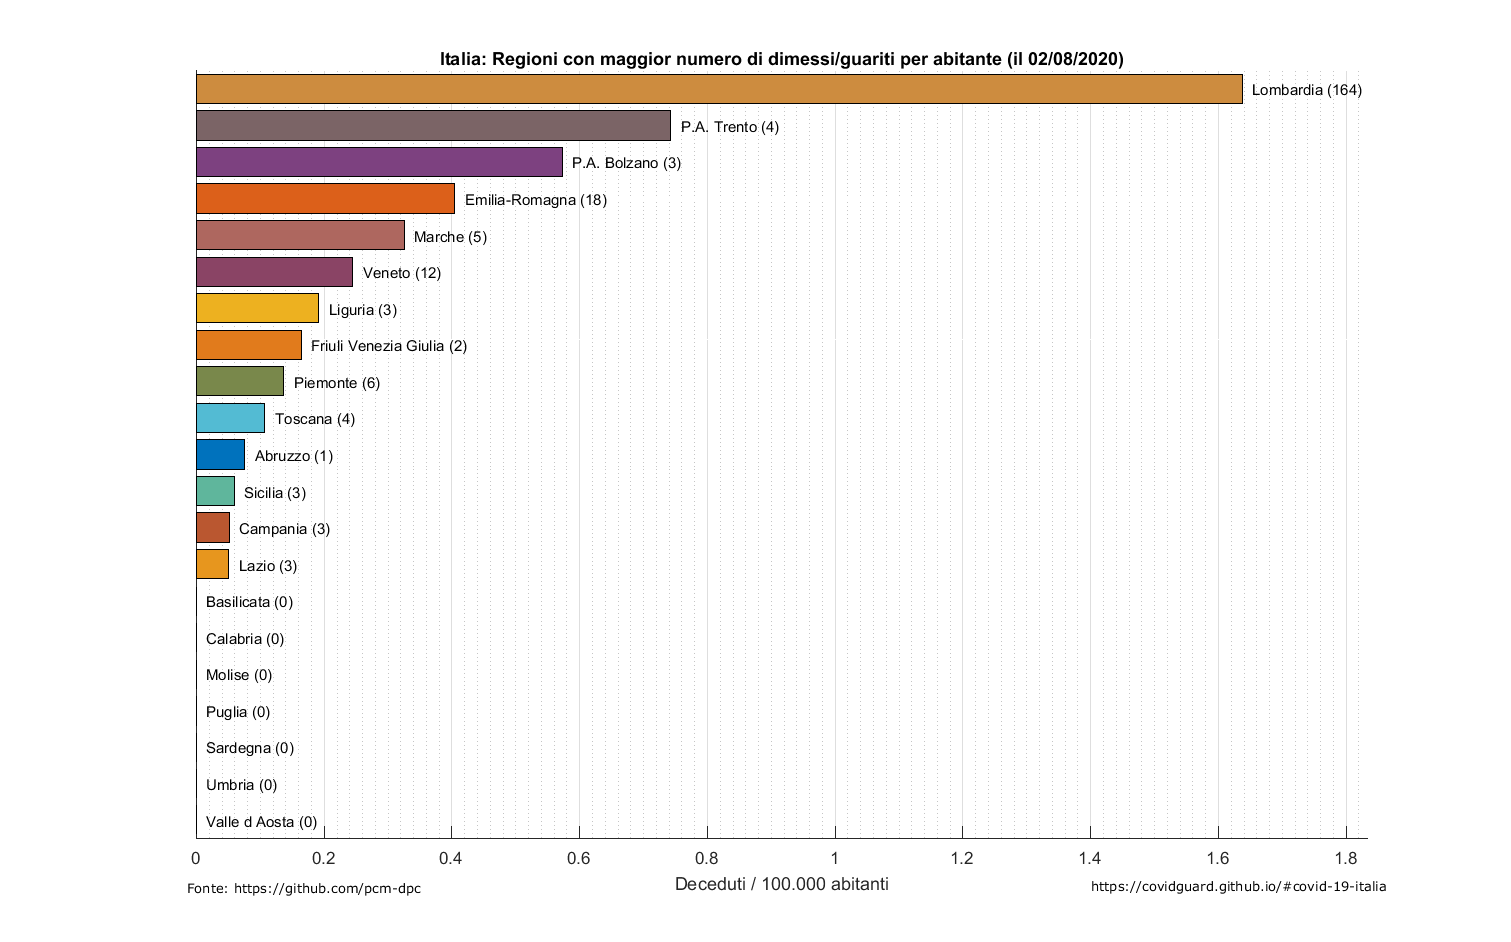 Italia: Regioni con maggior numero di dimessi/guariti per abitante (il 02/08/2020)
Lombardia (164)
P.A. Trento (4)
P.A. Bolzano (3)
Emilia-Romagna (18)
Marche (5)
Veneto (12)
Liguria (3)
Friuli Venezia Giulia (2)
Piemonte (6)
Toscana (4)
Abruzzo (1)
Sicilia (3)
Campania (3)
Lazio (3)
Basilicata (0)
Calabria (0)
Molise (0)
Puglia (0)
Sardegna (0)
Umbria (0)
Valle d Aosta (0)
0 0.2 0.4 0.6 0.8 1 1.2 1.4 1.6 1.8
Deceduti / 100.000 abitanti
Fonte: https://github.com/pcm-dpc
https://covidguard.github.io/#covid-19-italia